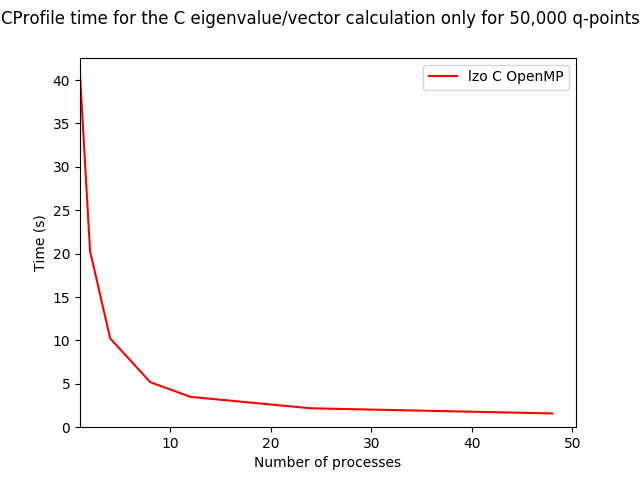 CProfile time for the C eigenvalue/vector calculation only for 50,000 q-points
lzo C OpenMP
40
35
30
25
20
15
10
5
0
Time (s)
10 20 30 40 50
Number of processes